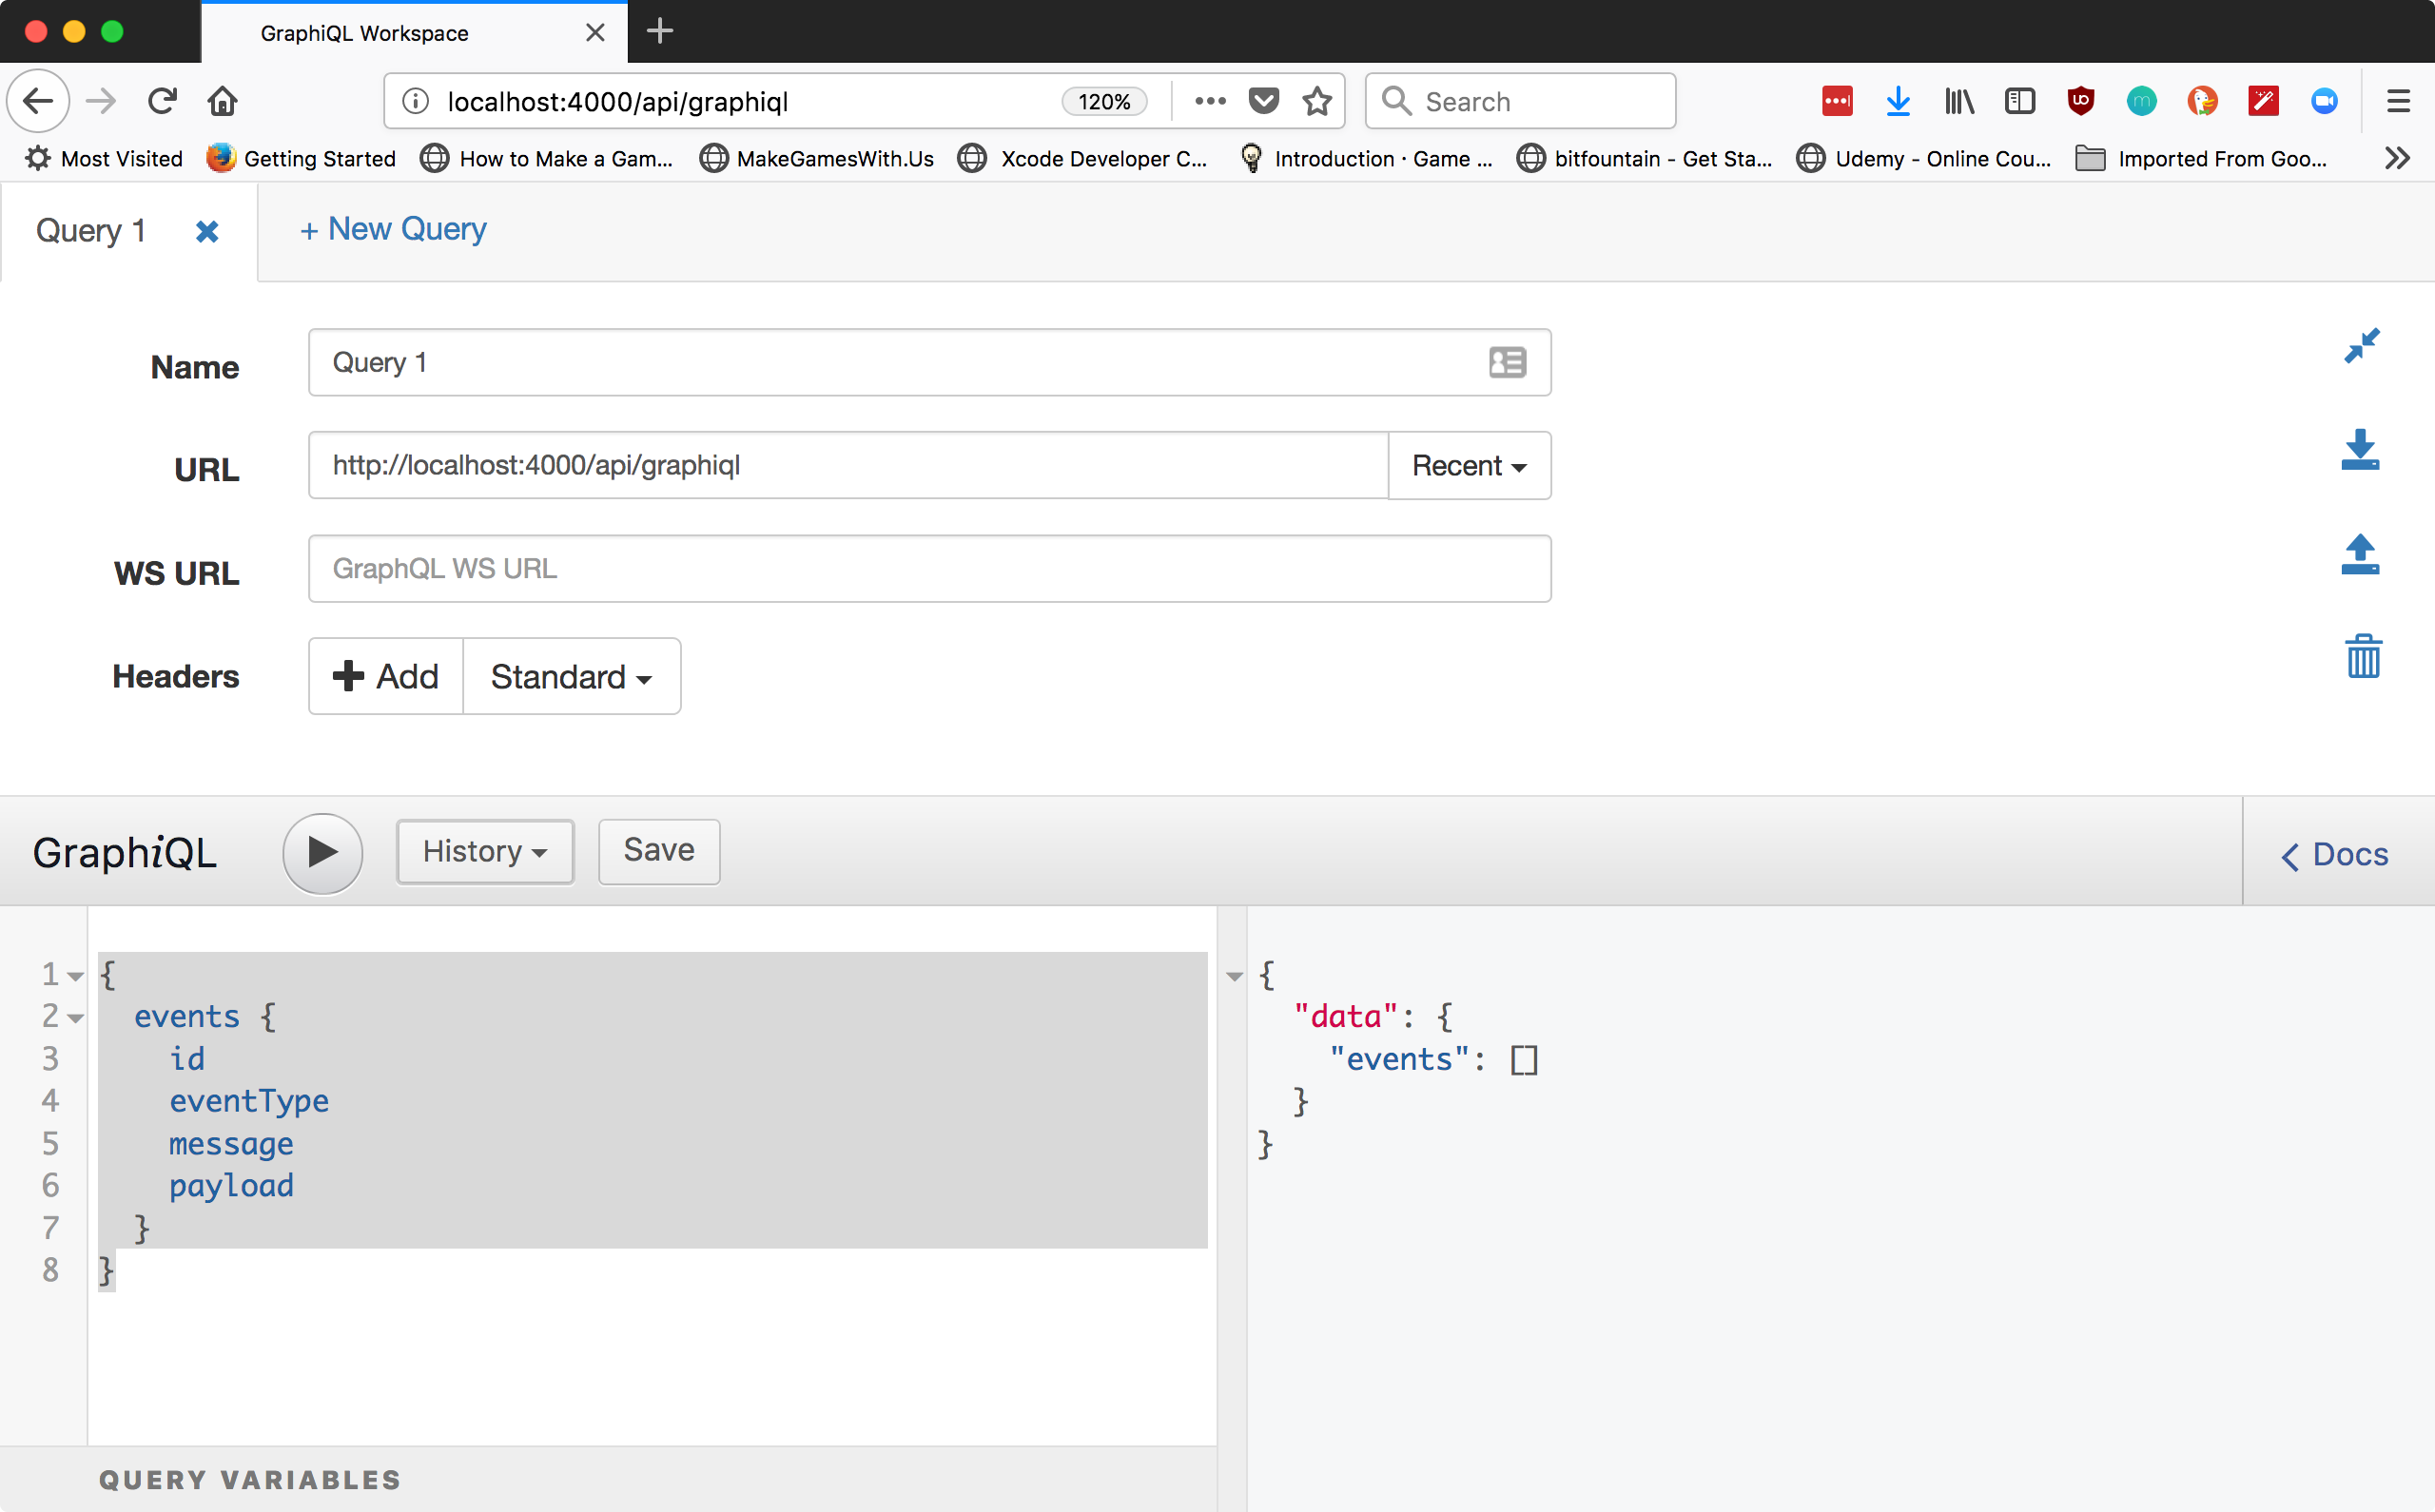 GraphiQL Workspace
localhost:4000/api/graphiql 120% Search
Most Visited Getting Started How to Make a Gam... MakeGamesWith.Us Xcode Developer C... Introduction · Game ... bitfountain - Get Sta... Udemy - Online Cou... Imported From Goo...
Query 1 + New Query
Name Query 1
URL http://localhost:4000/api/graphiql Recent
WS URL GraphQL WS URL
Headers Add Standard
GraphiQL History Save Docs
1 {
2 events {
3 id
4 eventType
5 message
6 payload
7 }
8 }
{
"data": {
"events": []
}
}
QUERY VARIABLES